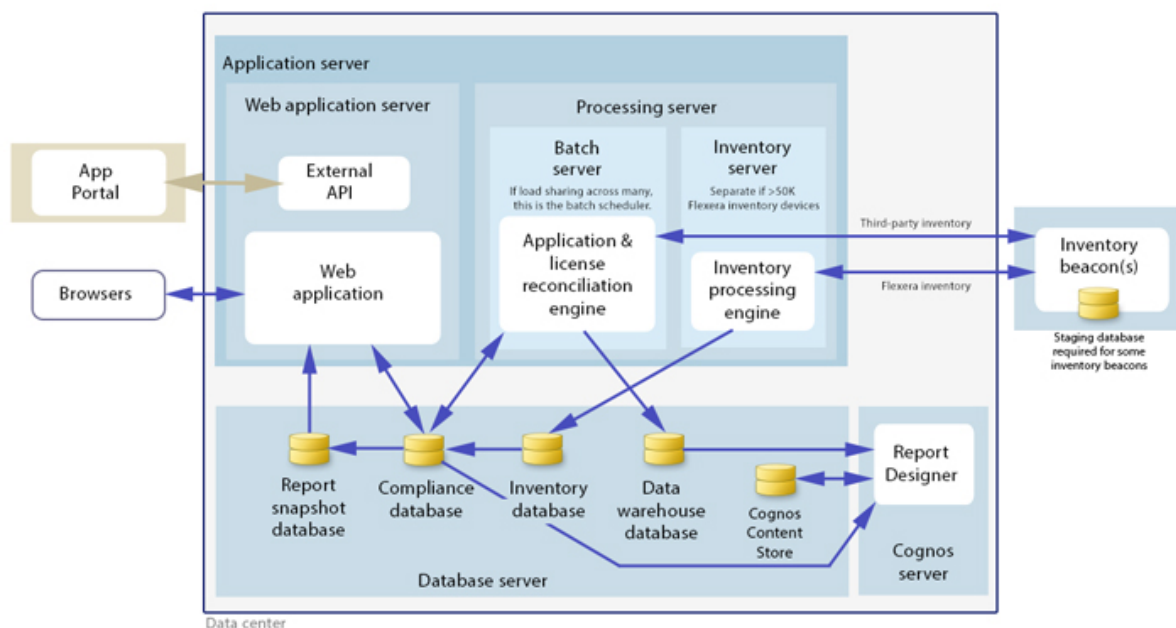 Application server
Web application server
Processing server
App
Portal
External
API
Batch
server
If load sharing across many,
this is the batch scheduler.
Inventory
server
Separate if >50K
Flexera inventory devices
Browsers
Web
application
Application &
license
reconciliation
engine
Inventory
processing
engine
Third-party inventory
Flexera inventory
Inventory
beacon(s)
Staging database
required for some
inventory beacons
Report
snapshot
database
Compliance
database
Inventory
database
Data
warehouse
database
Cognos
Content
Store
Report
Designer
Database server
Cognos
server
Data center